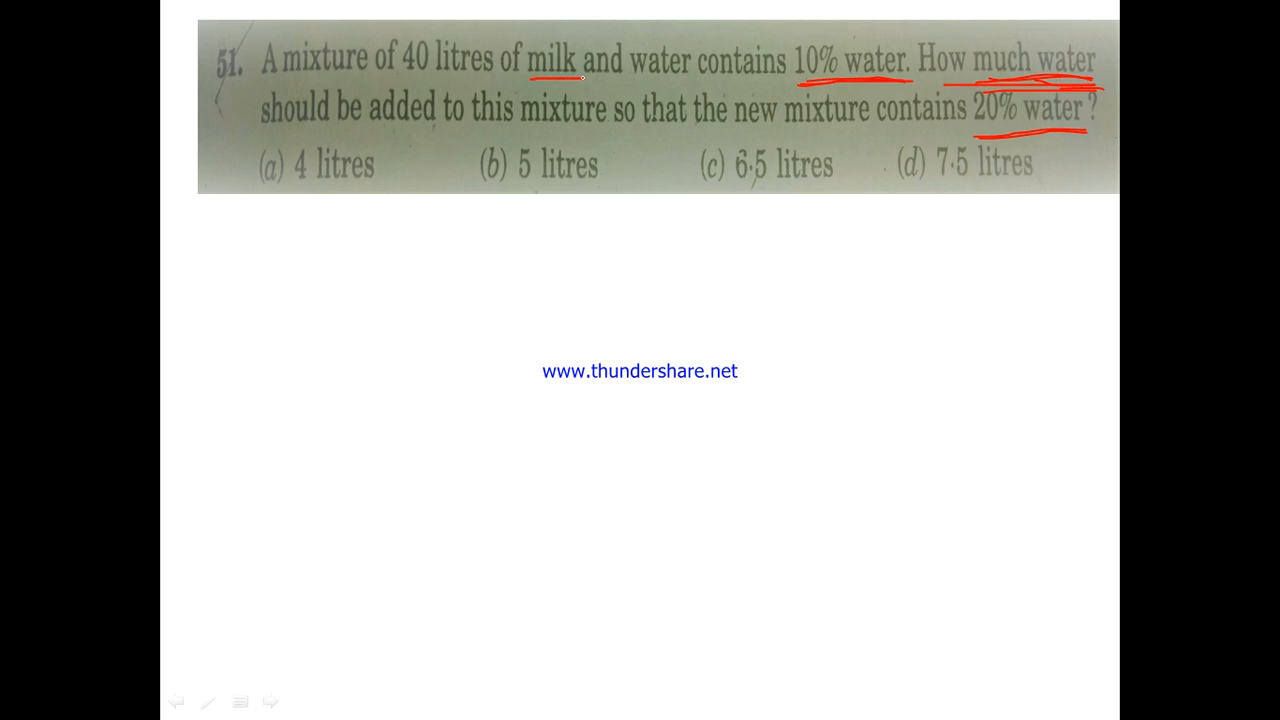 51. A mixture of 40 litres of milk and water contains 10% water. How much water
should be added to this mixture so that the new mixture contains 20% water ?
(a) 4 litres (b) 5 litres (c) 6·5 litres (d) 7·5 litres
www.thundershare.net